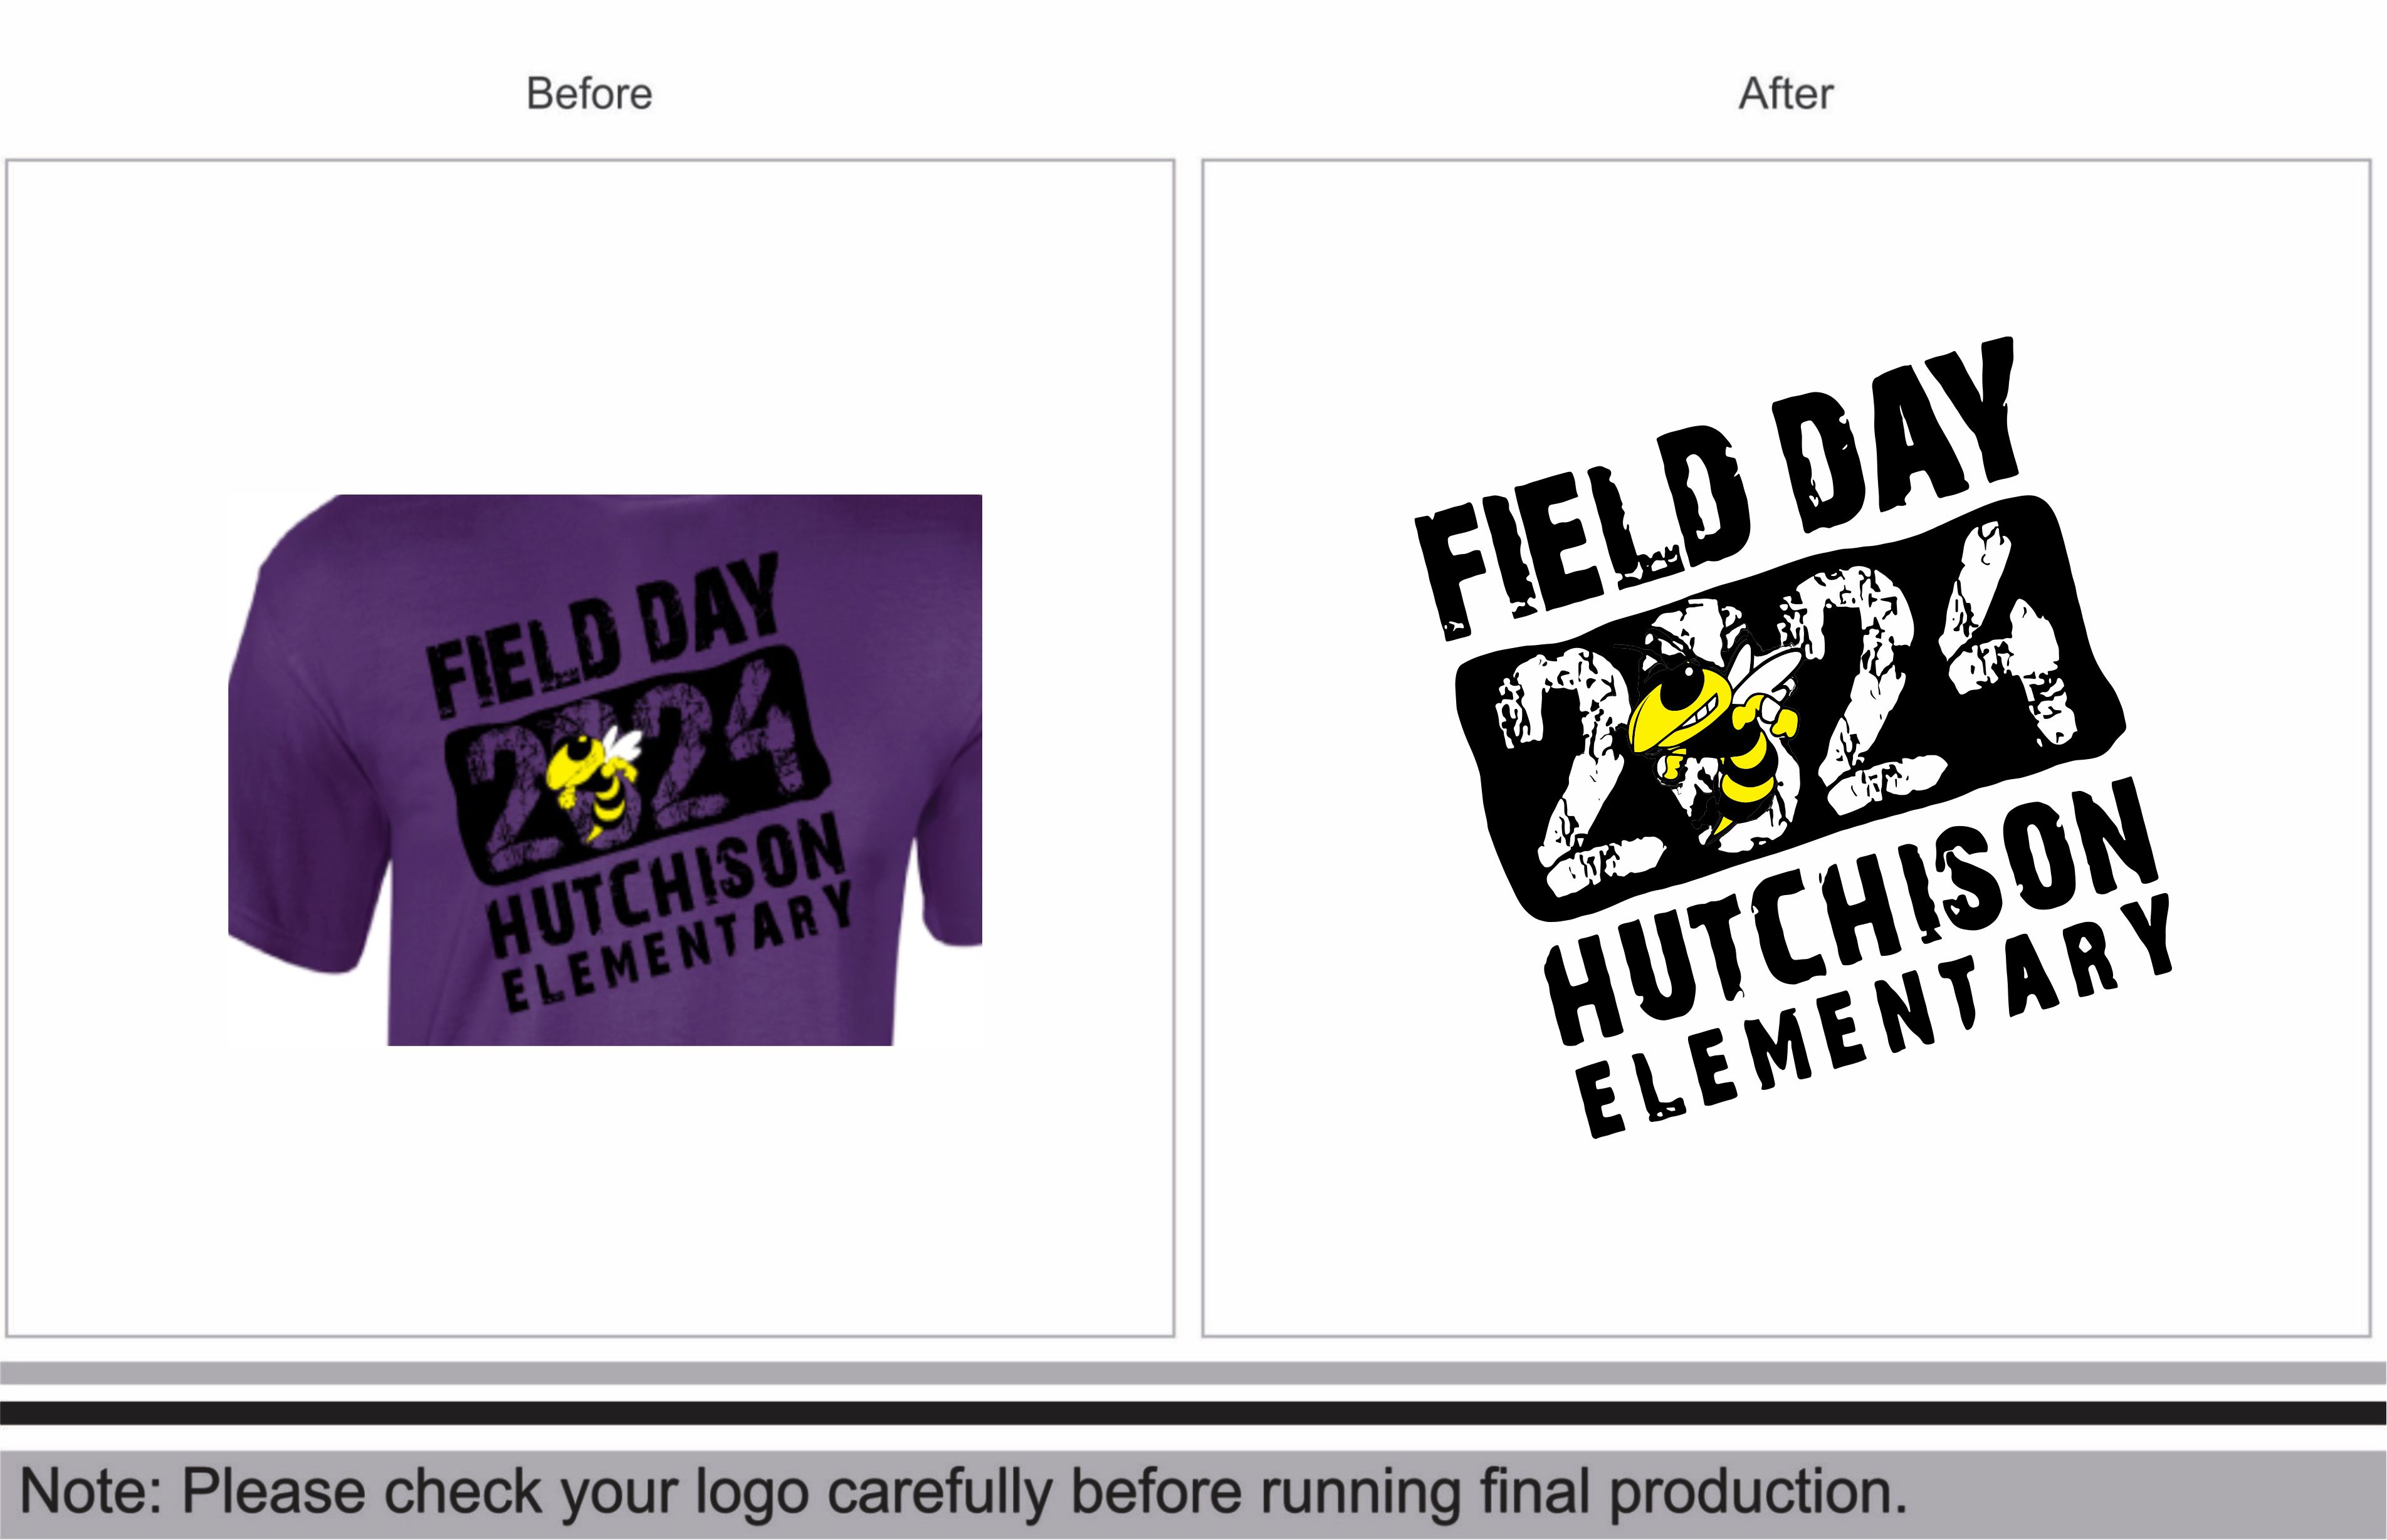 Before
After
FIELD DAY
2024
HUTCHISON
ELEMENTARY
FIELD DAY
2024
HUTCHISON
ELEMENTARY
Note: Please check your logo carefully before running final production.